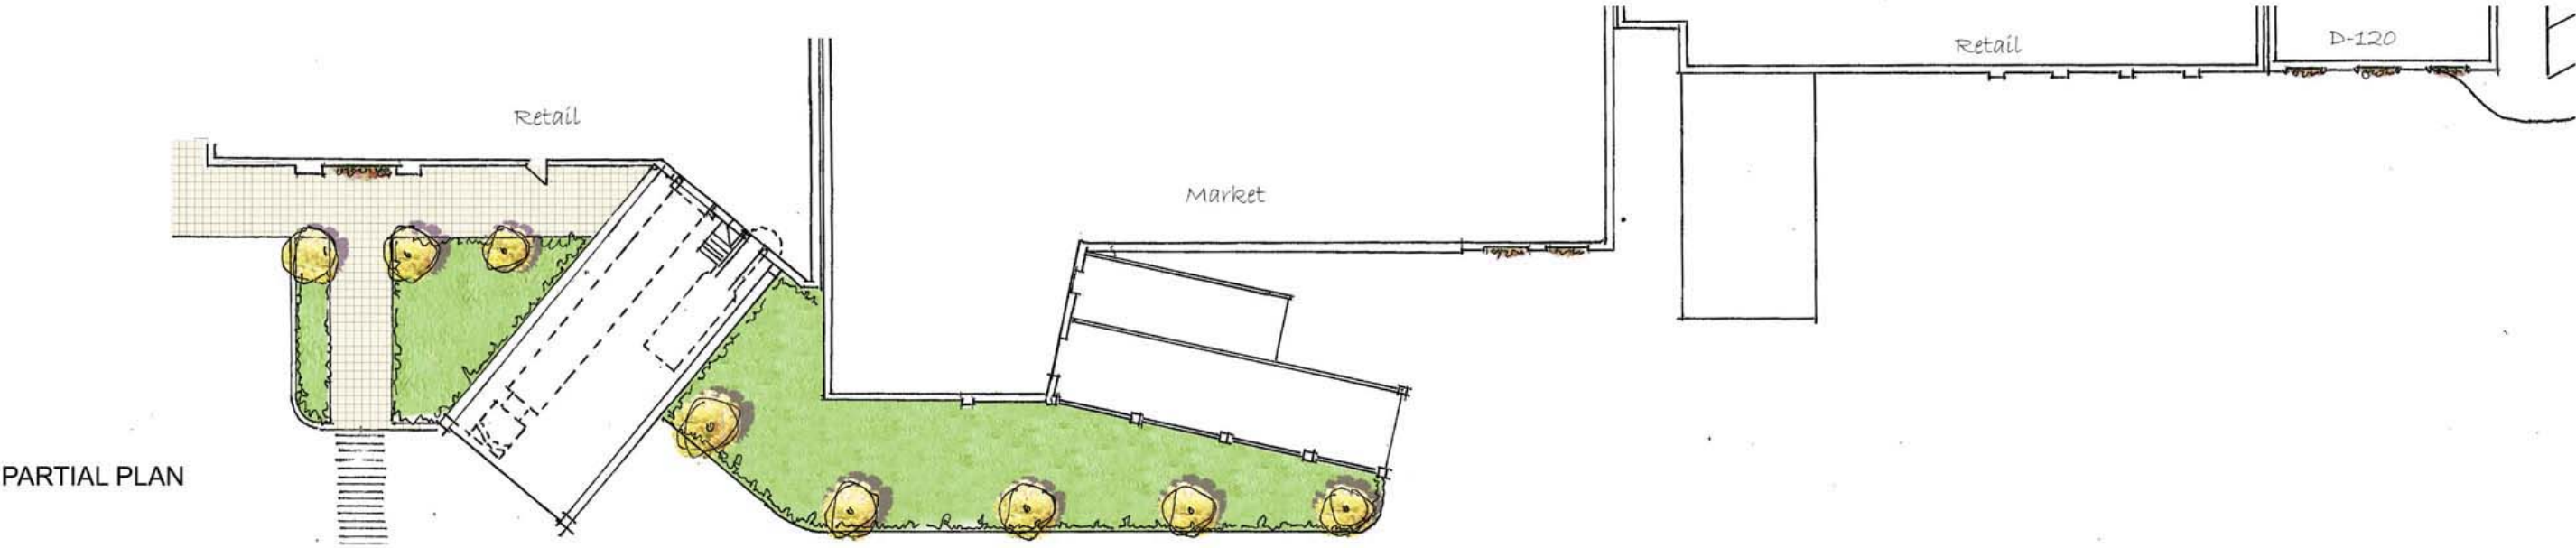 Retail
D-120
Retail
Market
PARTIAL PLAN